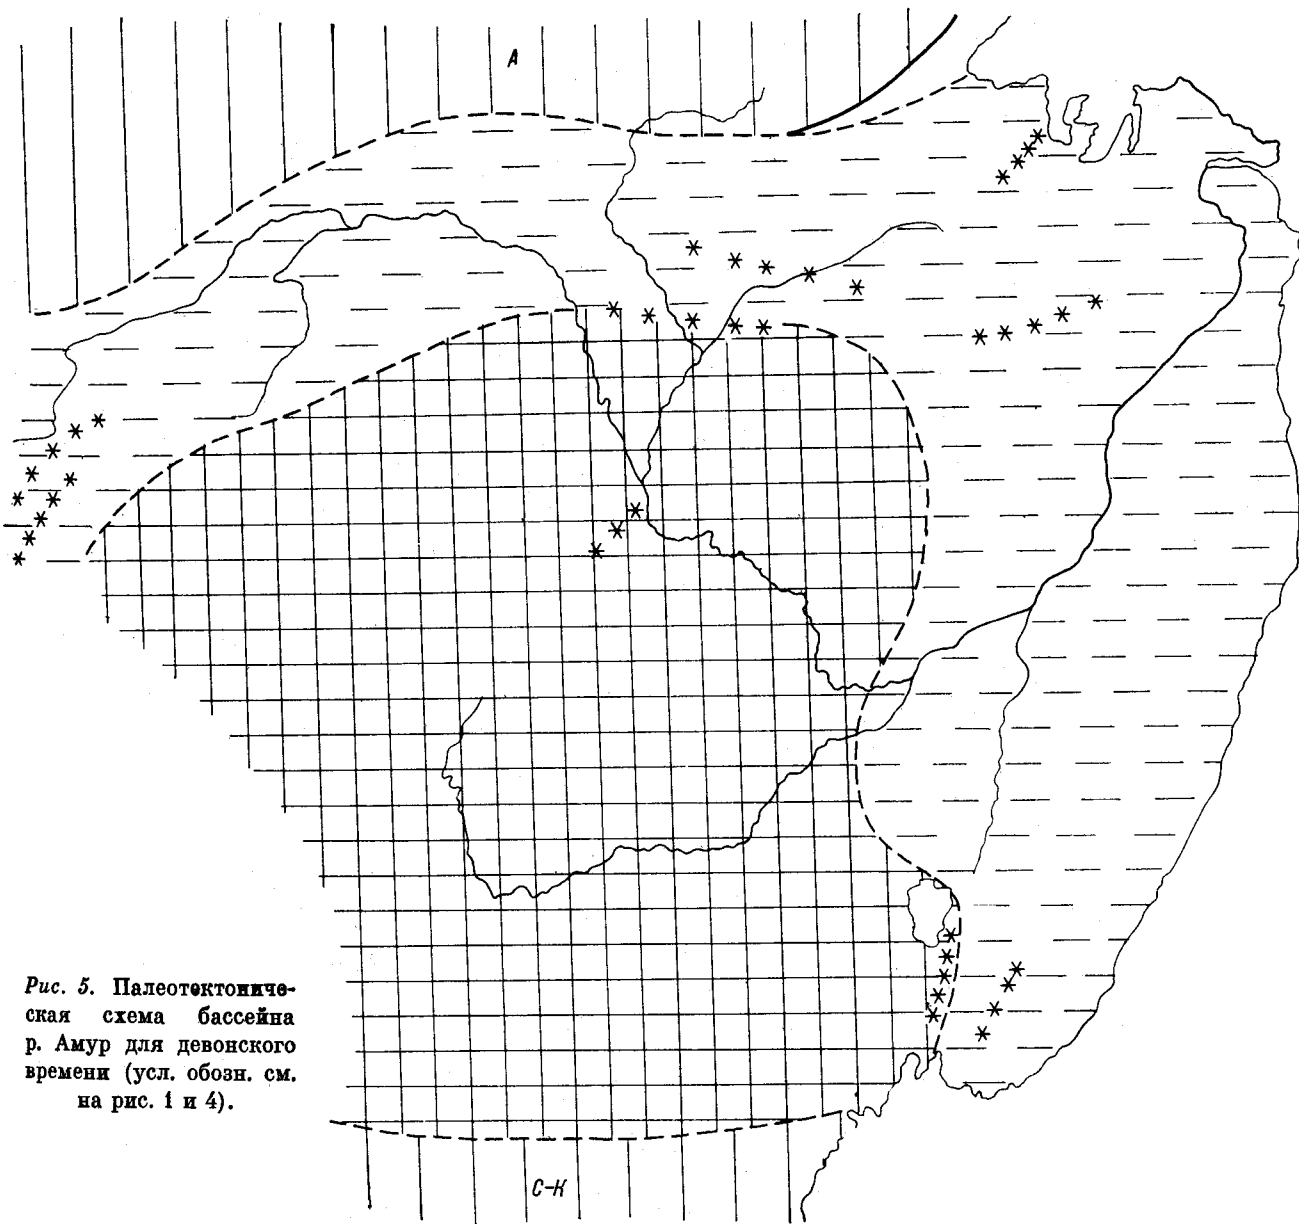 А
Рис. 5. Палеотектониче-
ская схема бассейна
р. Амур для девонского
времени (усл. обозн. см.
на рис. 1 и 4).
С-К